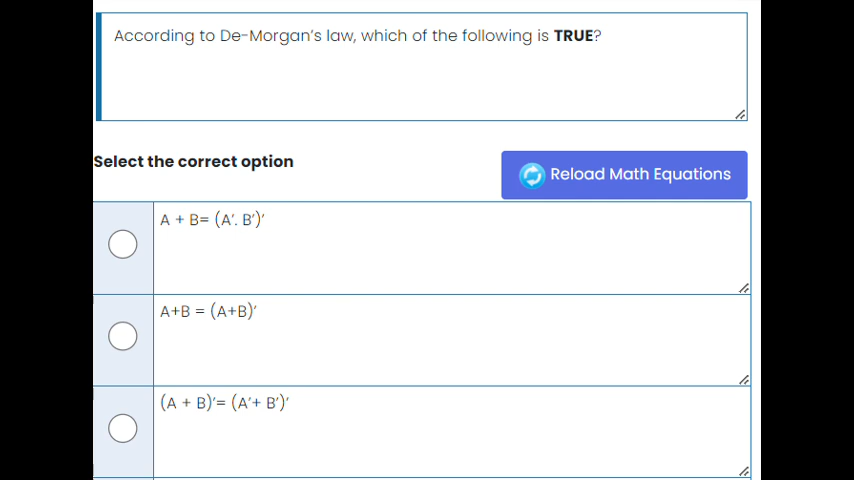 According to De-Morgan's law, which of the following is TRUE?
Select the correct option
Reload Math Equations
A + B= (A'. B')'
A+B = (A+B)'
(A + B)'= (A'+ B')'